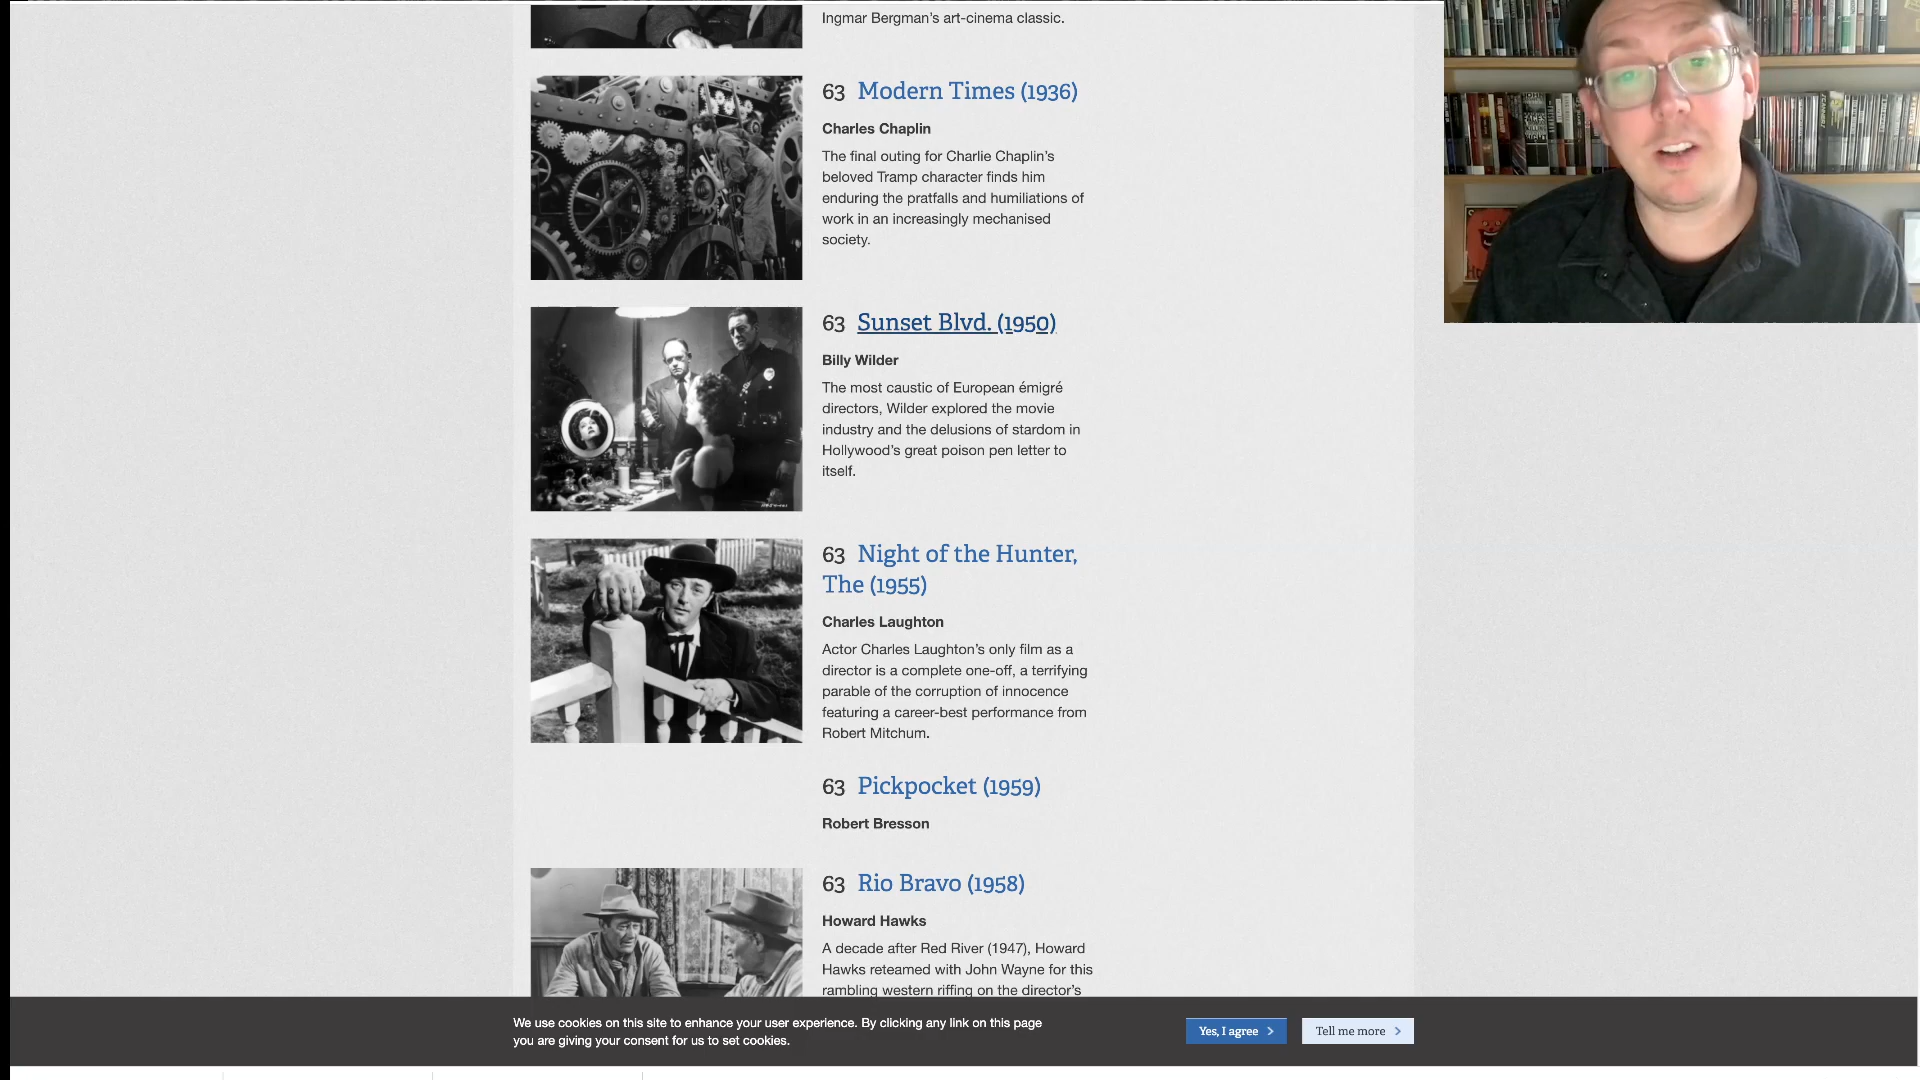 Ingmar Bergman's art-cinema classic.
63 Modern Times (1936)
Charles Chaplin
The final outing for Charlie Chaplin's
beloved Tramp character finds him
enduring the pratfalls and humiliations of
work in an increasingly mechanised
society.
63 Sunset Blvd. (1950)
Billy Wilder
The most caustic of European émigré
directors, Wilder explored the movie
industry and the delusions of stardom in
Hollywood's great poison pen letter to
itself.
63 Night of the Hunter,
The (1955)
Charles Laughton
Actor Charles Laughton's only film as a
director is a complete one-off, a terrifying
parable of the corruption of innocence
featuring a career-best performance from
Robert Mitchum.
63 Pickpocket (1959)
Robert Bresson
63 Rio Bravo (1958)
Howard Hawks
A decade after Red River (1947), Howard
Hawks reteamed with John Wayne for this
rambling western riffing on the director's
We use cookies on this site to enhance your user experience. By clicking any link on this page
you are giving your consent for us to set cookies.
Yes, I agree
Tell me more